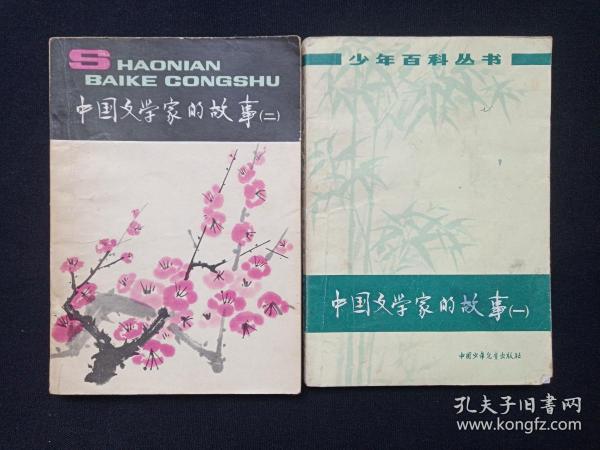 SHAONIAN
BAIKE CONGSHU
中国文学家的故事(二)
少年百科丛书
中国文学家的故事(一)
中国少年儿童出版社
孔夫子旧書网
www.kongfz.com